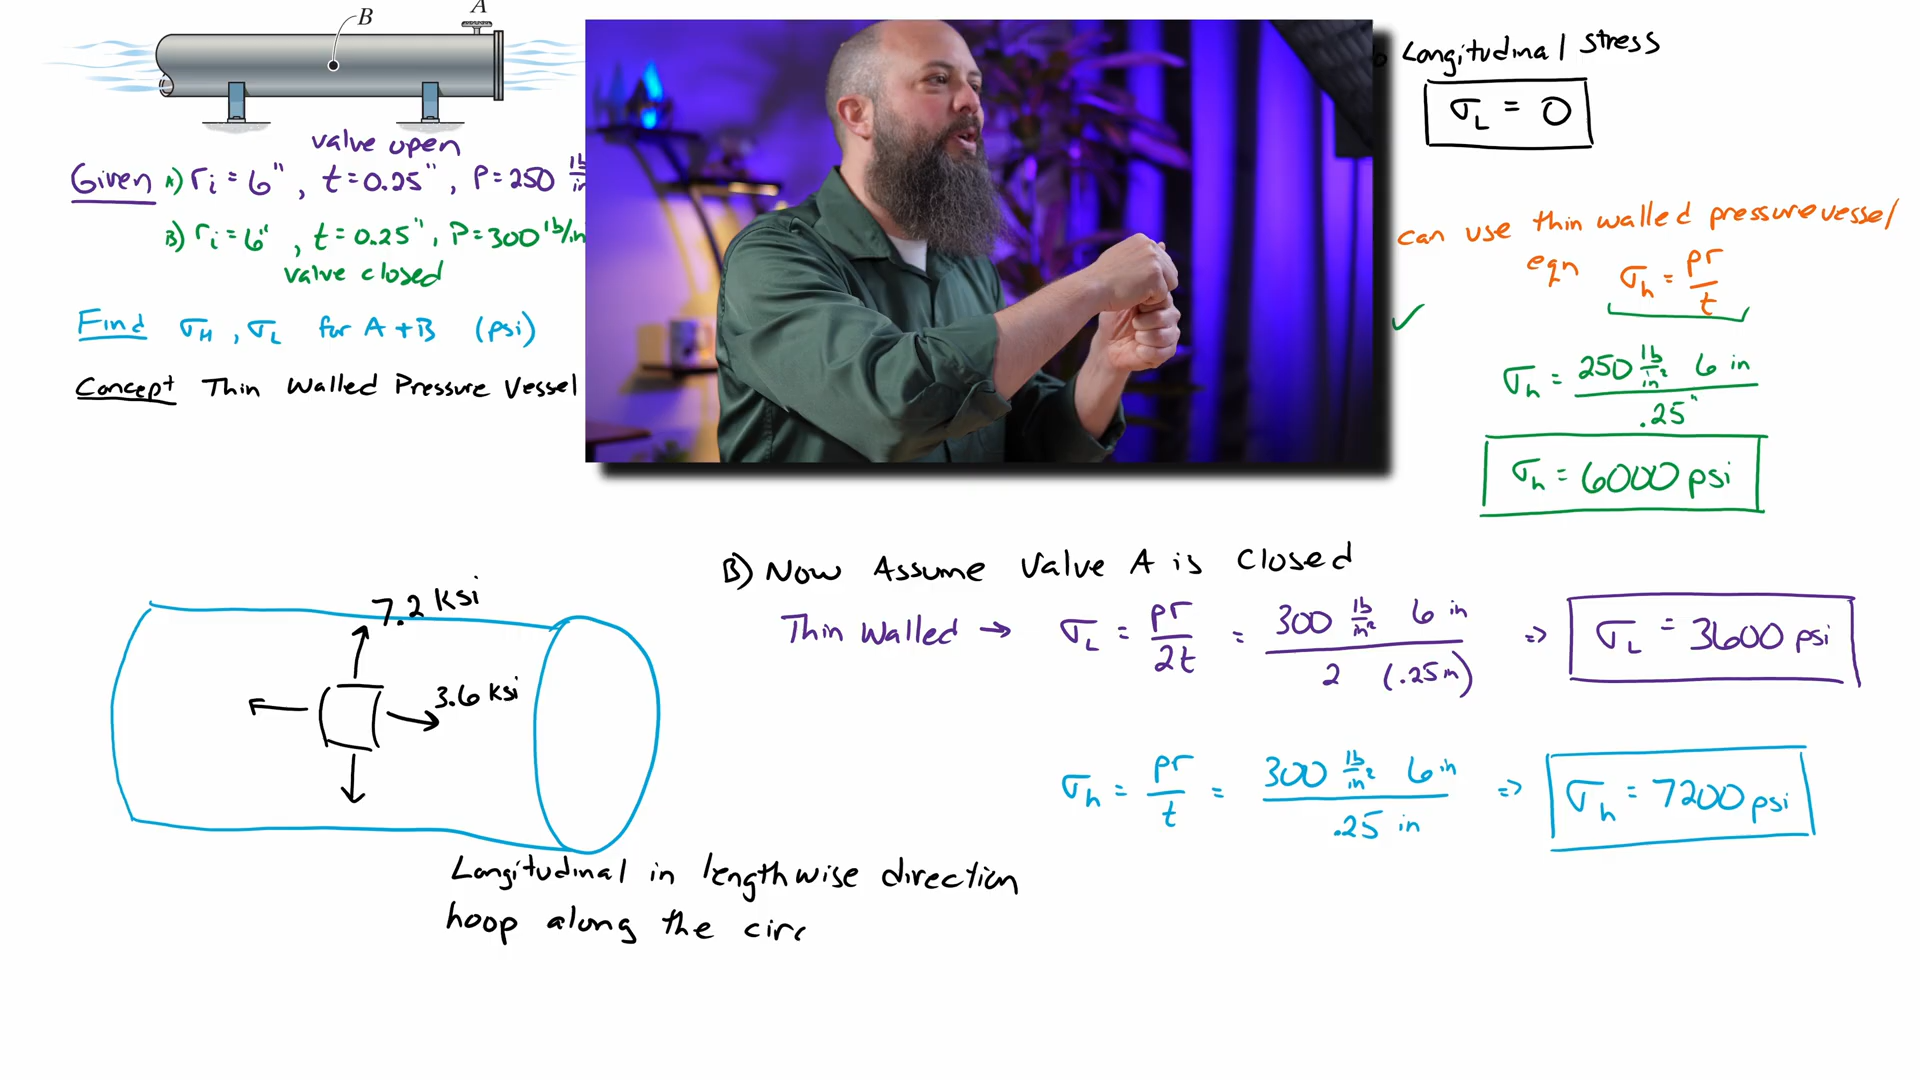 B
A
valve open
Given A) ri = 6" , t = 0.25" , P = 250 lb/in
B) ri = 6" , t = 0.25" , P = 300 lb/in
valve closed
Find σH , σL for A + B (psi)
Concept Thin Walled Pressure Vessel
Longitudinal Stress
σL = 0
can use thin walled pressure vessel
eqn σh = pr/t
✓
σh = 250 lb/in² 6 in / .25"
σh = 6000 psi
B) Now Assume Valve A is Closed
Thin Walled → σL = pr/2t = 300 lb/in² 6 in / 2 (.25in) => σL = 3600 psi
σh = pr/t = 300 lb/in² 6 in / .25 in => σh = 7200 psi
7.2 ksi
3.6 ksi
Longitudinal in lengthwise direction
hoop along the circ